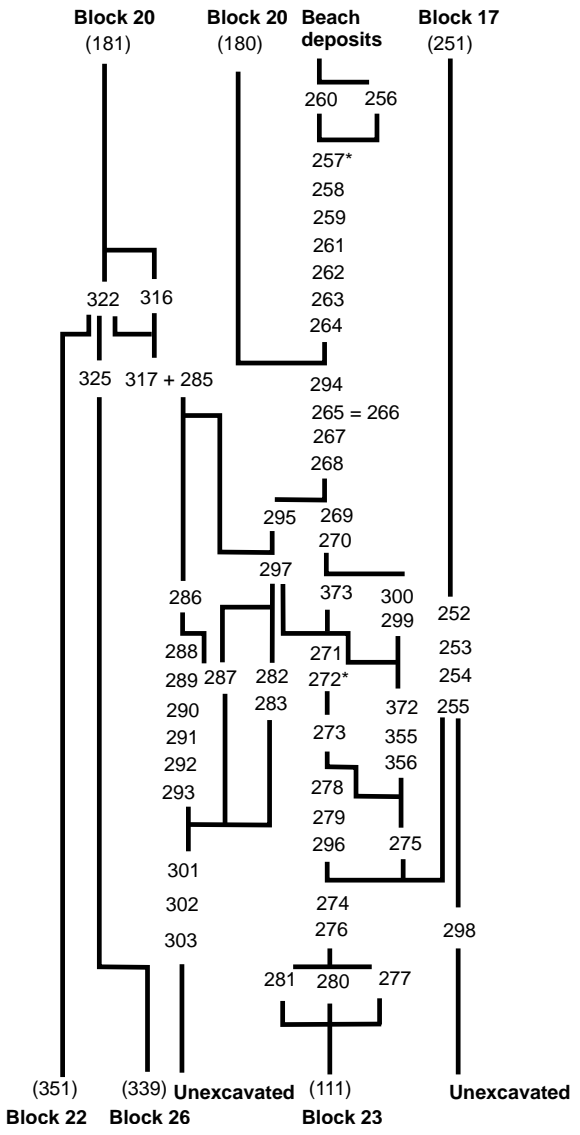 Block 20 Block 20 Beach Block 17
deposits
(181) (180) (251)
260 256
257*
258
259
261
262
263
322 316
264
325 317 + 285
294
265 = 266
267
268
295 269
270
297
286 373 300
299 252
288 271 253
289 287 282 272* 254
283 372 255
290
291 273 355
292 356
293 278
279
296 275
301
302 274
276 298
303
281 280 277
(351) (339) Unexcavated (111) Unexcavated
Block 22 Block 26 Block 23